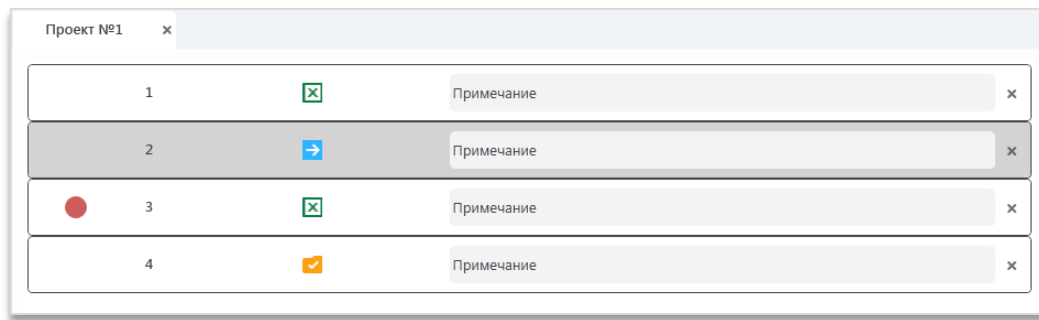 Проект №1
1 Примечание
2 Примечание
3 Примечание
4 Примечание